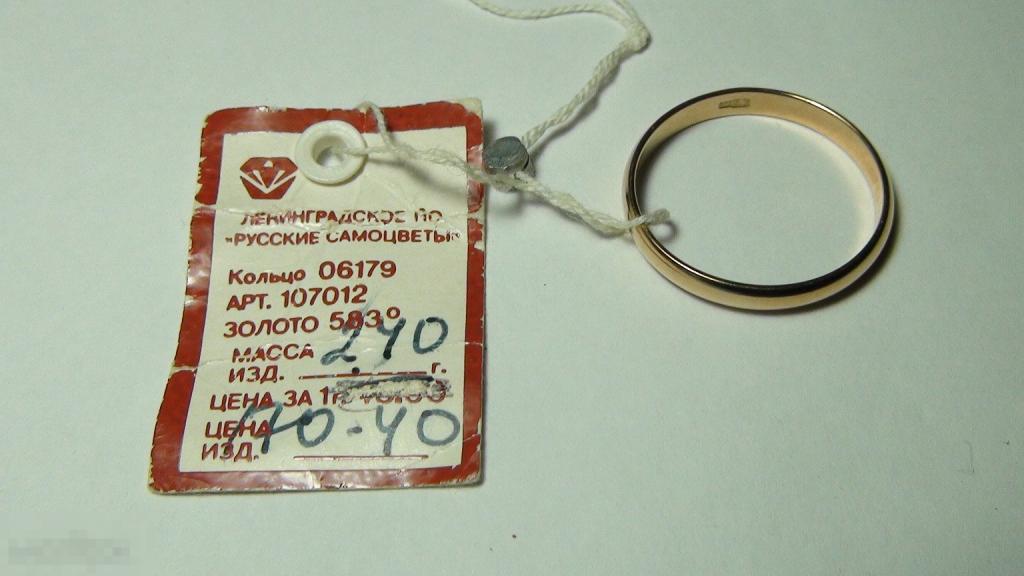 ЛЕНИНГРАДСКОЕ ПО
"РУССКИЕ САМОЦВЕТЫ"
Кольцо 06179
АРТ. 107012
ЗОЛОТО 583°
МАССА 2,40
ИЗД. г.
ЦЕНА ЗА 1г.
ЦЕНА 170-40
ИЗД.